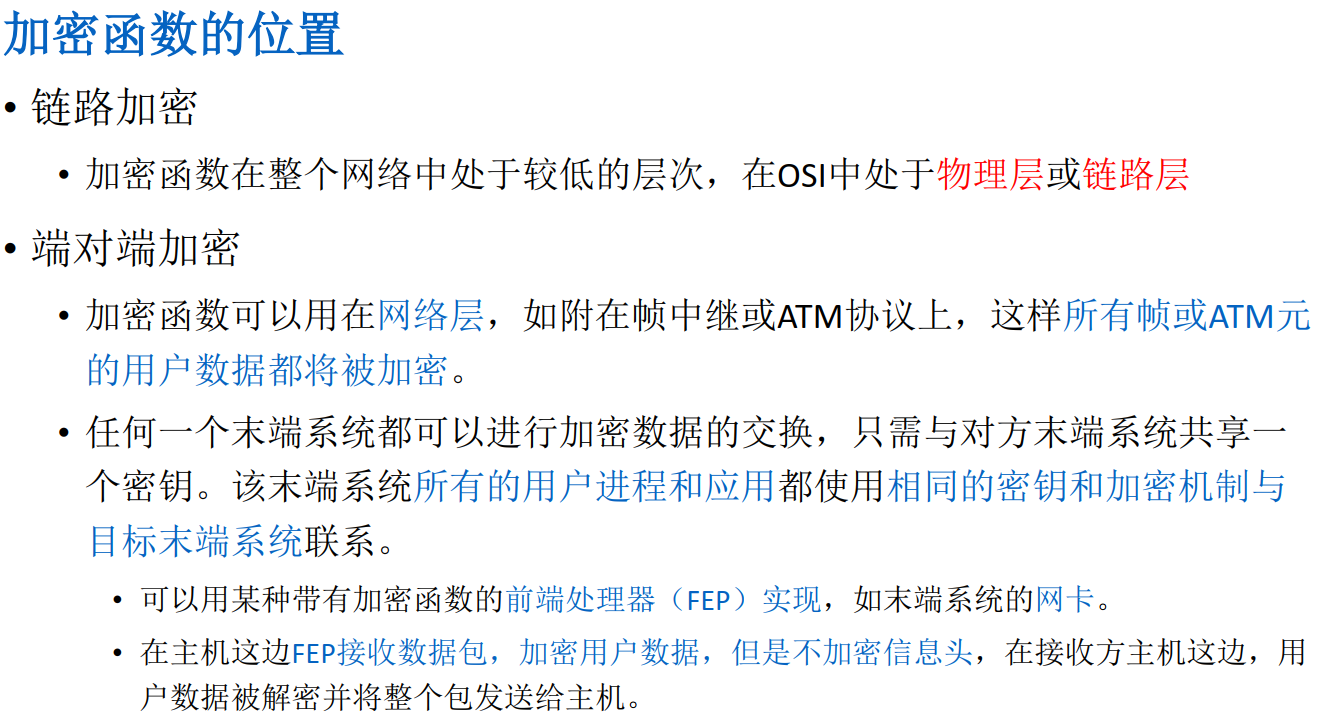 加密函数的位置
• 链路加密
• 加密函数在整个网络中处于较低的层次，在OSI中处于物理层或链路层
• 端对端加密
• 加密函数可以用在网络层，如附在帧中继或ATM协议上，这样所有帧或ATM元
的用户数据都将被加密。
• 任何一个末端系统都可以进行加密数据的交换，只需与对方末端系统共享一
个密钥。该末端系统所有的用户进程和应用都使用相同的密钥和加密机制与
目标末端系统联系。
• 可以用某种带有加密函数的前端处理器（FEP）实现，如末端系统的网卡。
• 在主机这边FEP接收数据包，加密用户数据，但是不加密信息头，在接收方主机这边，用
户数据被解密并将整个包发送给主机。